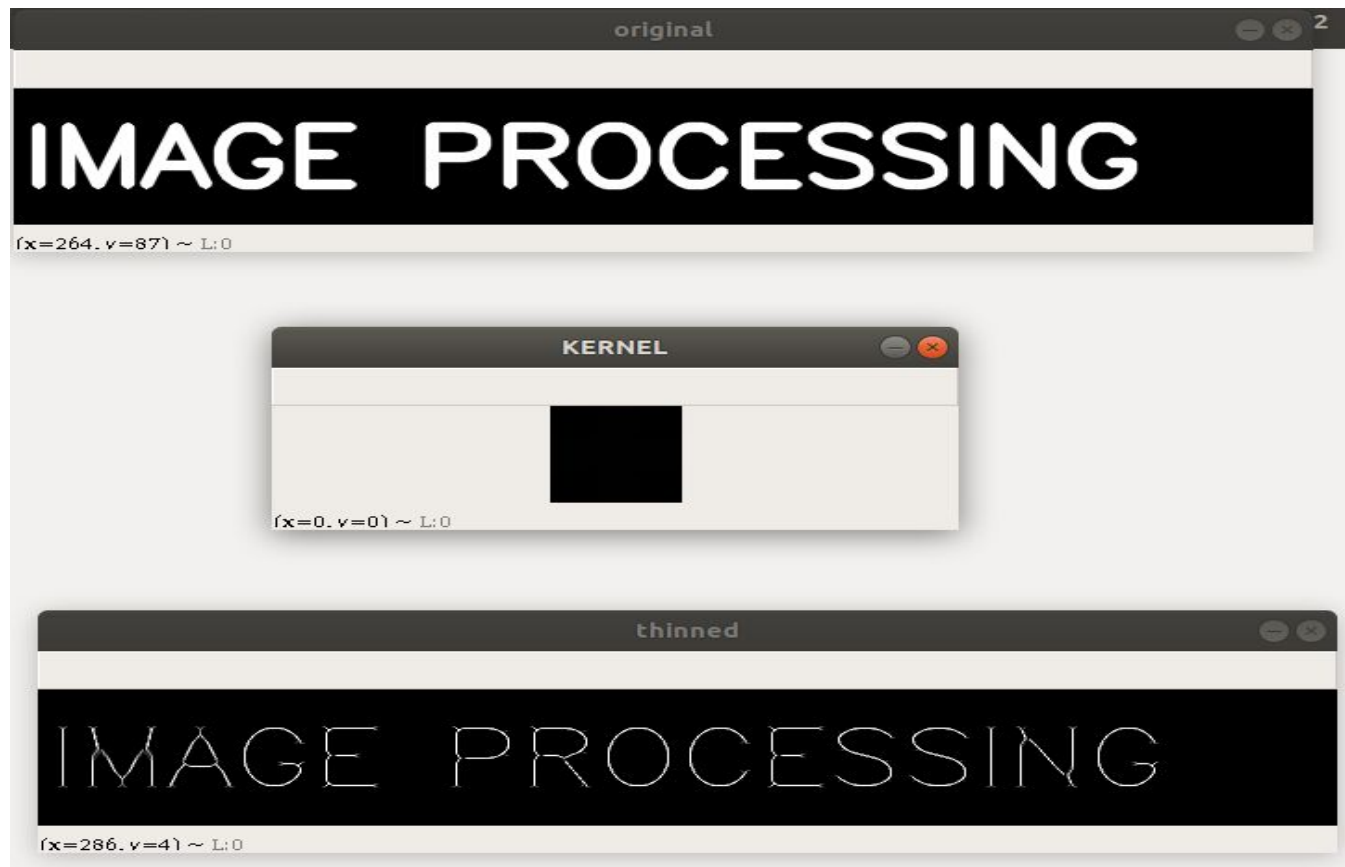 original
2
IMAGE PROCESSING
(x=264, y=87) ~ L:0
KERNEL
(x=0, y=0) ~ L:0
thinned
IMAGE PROCESSING
(x=286, y=4) ~ L:0